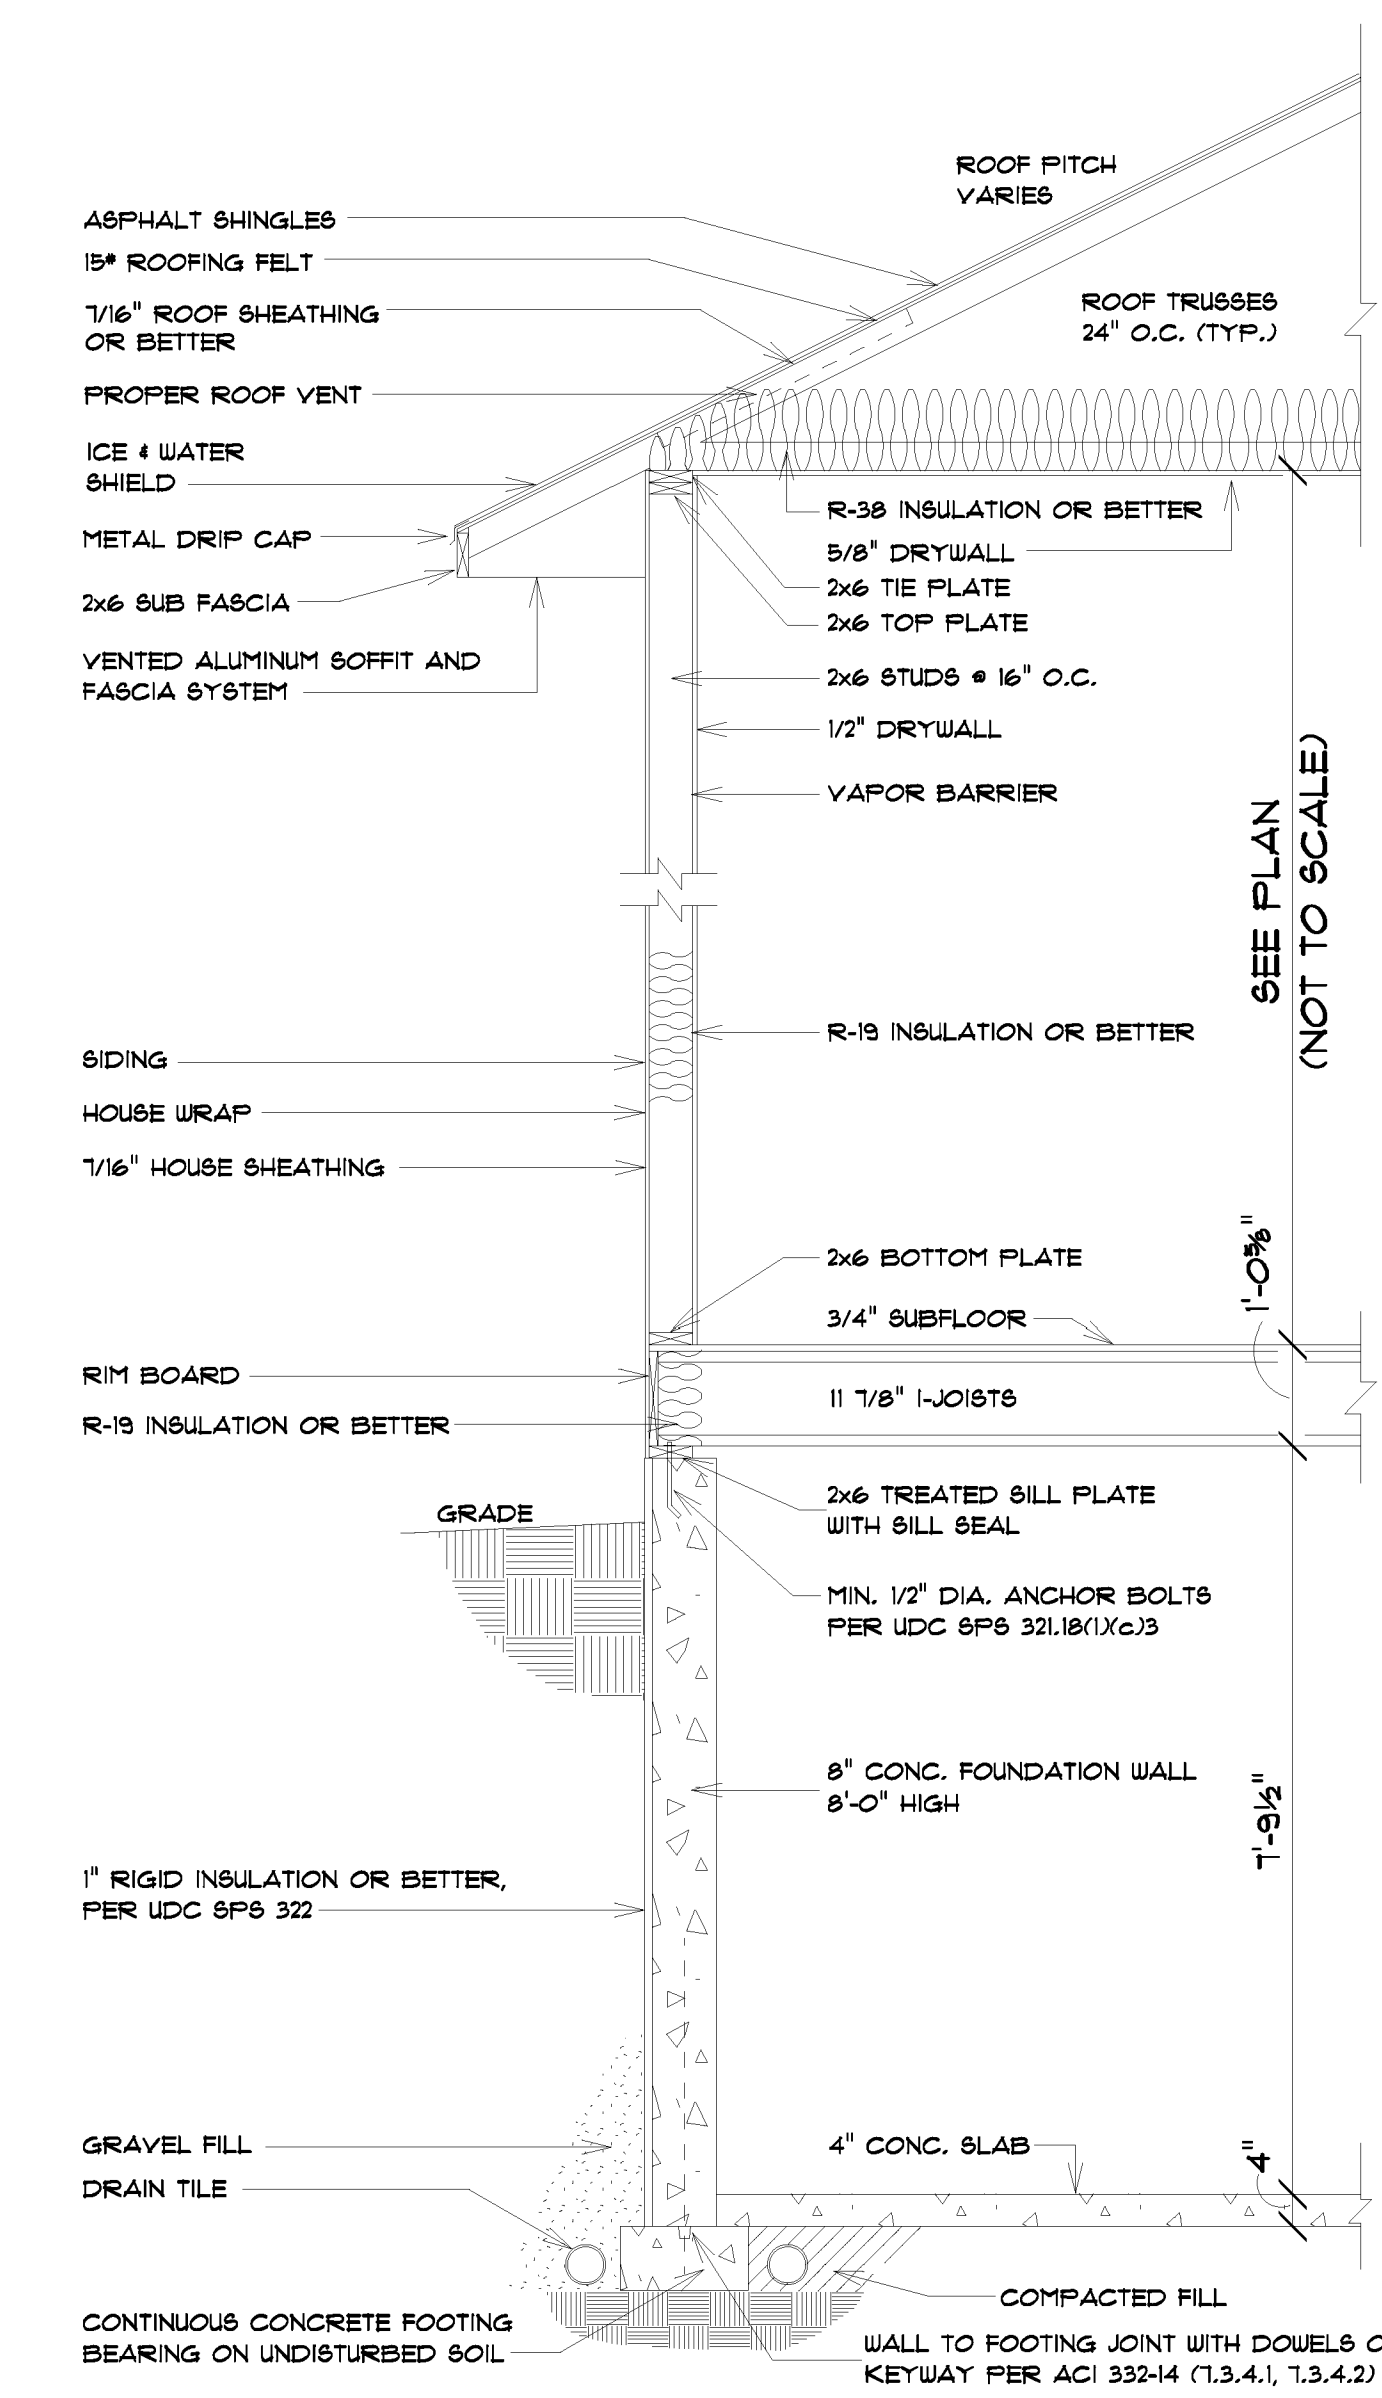 ROOF PITCH
VARIES
ASPHALT SHINGLES
15# ROOFING FELT
7/16" ROOF SHEATHING
OR BETTER
ROOF TRUSSES
24" O.C. (TYP.)
PROPER ROOF VENT
ICE & WATER
SHIELD
METAL DRIP CAP
2x6 SUB FASCIA
VENTED ALUMINUM SOFFIT AND
FASCIA SYSTEM
R-38 INSULATION OR BETTER
5/8" DRYWALL
2x6 TIE PLATE
2x6 TOP PLATE
2x6 STUDS @ 16" O.C.
1/2" DRYWALL
VAPOR BARRIER
SEE PLAN
(NOT TO SCALE)
R-19 INSULATION OR BETTER
SIDING
HOUSE WRAP
7/16" HOUSE SHEATHING
2x6 BOTTOM PLATE
3/4" SUBFLOOR
1'-0⅝"
RIM BOARD
11 7/8" I-JOISTS
R-19 INSULATION OR BETTER
GRADE
2x6 TREATED SILL PLATE
WITH SILL SEAL
MIN. 1/2" DIA. ANCHOR BOLTS
PER UDC SPS 321.18(1)(c)3
8" CONC. FOUNDATION WALL
8'-0" HIGH
7'-9½"
1" RIGID INSULATION OR BETTER,
PER UDC SPS 322
GRAVEL FILL
DRAIN TILE
4" CONC. SLAB
4"
COMPACTED FILL
CONTINUOUS CONCRETE FOOTING
BEARING ON UNDISTURBED SOIL
WALL TO FOOTING JOINT WITH DOWELS
KEYWAY PER ACI 332-14 (7.3.4.1, 7.3.4.2)